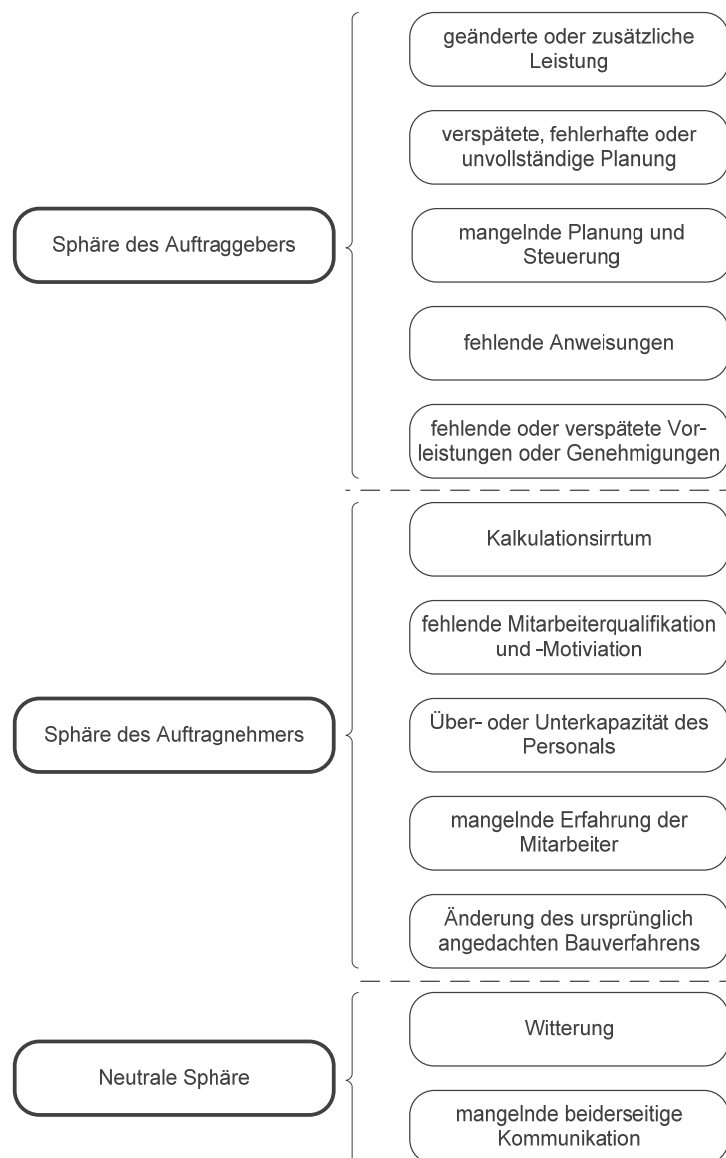 Sphäre des Auftraggebers
geänderte oder zusätzliche
Leistung
verspätete, fehlerhafte oder
unvollständige Planung
mangelnde Planung und
Steuerung
fehlende Anweisungen
fehlende oder verspätete Vor-
leistungen oder Genehmigungen
Sphäre des Auftragnehmers
Kalkulationsirrtum
fehlende Mitarbeiterqualifikation
und -Motiviation
Über- oder Unterkapazität des
Personals
mangelnde Erfahrung der
Mitarbeiter
Änderung des ursprünglich
angedachten Bauverfahrens
Neutrale Sphäre
Witterung
mangelnde beiderseitige
Kommunikation